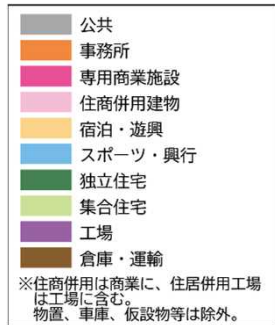 公共
事務所
専用商業施設
住商併用建物
宿泊・遊興
スポーツ・興行
独立住宅
集合住宅
工場
倉庫・運輸
※住商併用は商業に、住居併用工場
は工場に含む。
物置、車庫、仮設物等は除外。